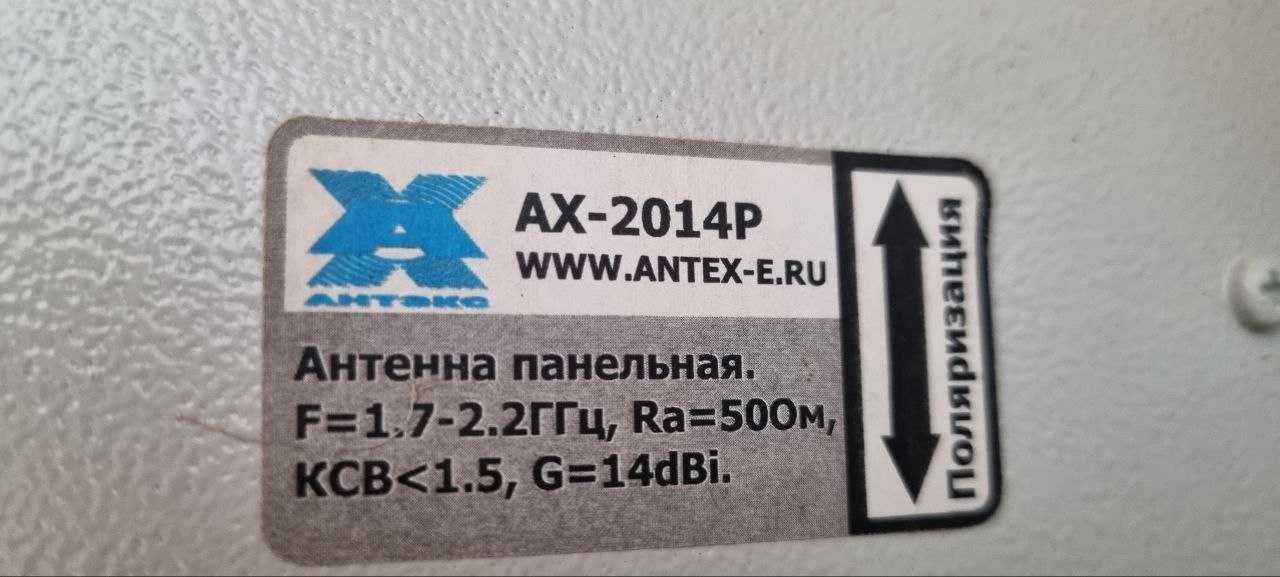 АНТЭКС
AX-2014P
WWW.ANTEX-E.RU
Антенна панельная.
F=1.7-2.2ГГц, Ra=50Ом,
КСВ<1.5, G=14dBi.
Поляризация